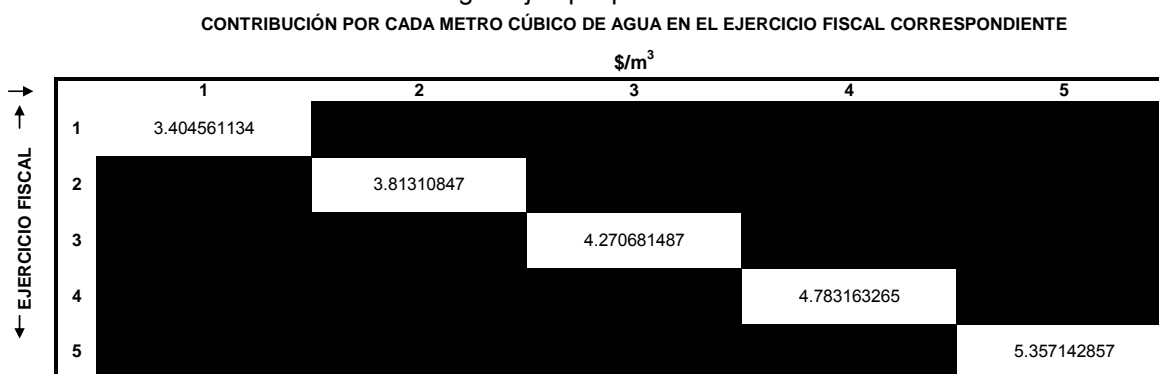 CONTRIBUCIÓN POR CADA METRO CÚBICO DE AGUA EN EL EJERCICIO FISCAL CORRESPONDIENTE
$/m³
1 2 3 4 5
1 3.404561134
2 3.81310847
3 4.270681487
4 4.783163265
5 5.357142857
EJERCICIO FISCAL